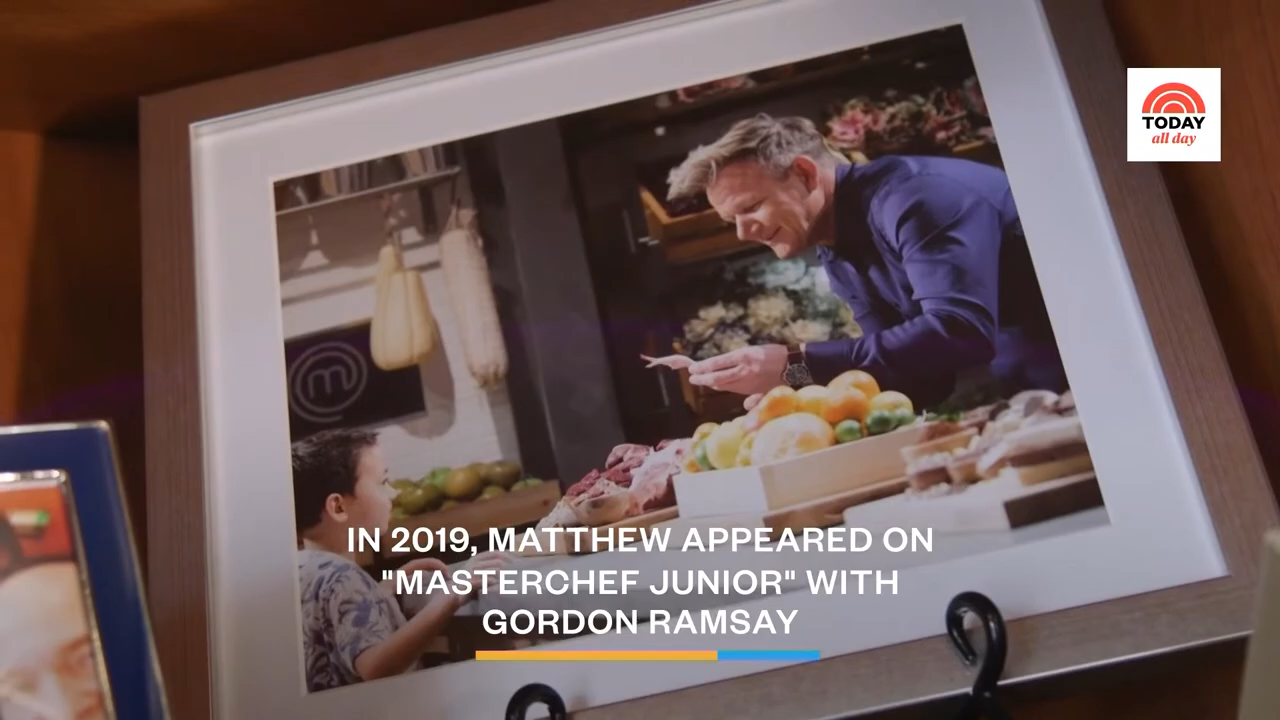 TODAY
all day
m
IN 2019, MATTHEW APPEARED ON
"MASTERCHEF JUNIOR" WITH
GORDON RAMSAY